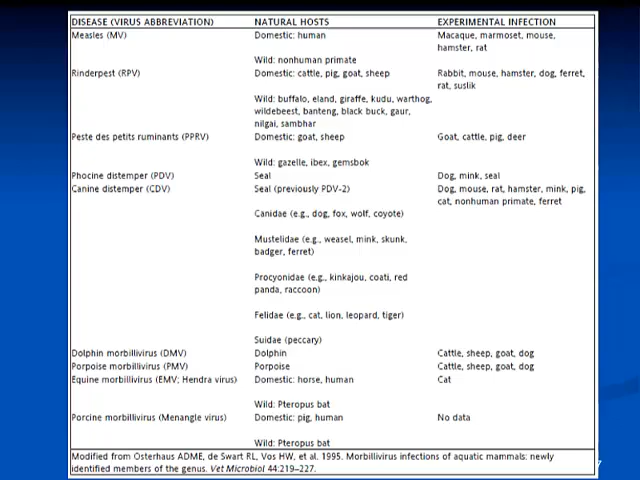 DISEASE (VIRUS ABBREVIATION) NATURAL HOSTS EXPERIMENTAL INFECTION
Measles (MV) Domestic: human Macaque, marmoset, mouse,
hamster, rat
Wild: nonhuman primate
Rinderpest (RPV) Domestic: cattle, pig, goat, sheep Rabbit, mouse, hamster, dog, ferret,
rat, suslik
Wild: buffalo, eland, giraffe, kudu, warthog,
wildebeest, banteng, black buck, gaur,
nilgai, sambhar
Peste des petits ruminants (PPRV) Domestic: goat, sheep Goat, cattle, pig, deer
Wild: gazelle, ibex, gemsbok
Phocine distemper (PDV) Seal Dog, mink, seal
Canine distemper (CDV) Seal (previously PDV-2) Dog, mouse, rat, hamster, mink, pig,
cat, nonhuman primate, ferret
Canidae (e.g., dog, fox, wolf, coyote)
Mustelidae (e.g., weasel, mink, skunk,
badger, ferret)
Procyonidae (e.g., kinkajou, coati, red
panda, raccoon)
Felidae (e.g., cat, lion, leopard, tiger)
Suidae (peccary)
Dolphin morbillivirus (DMV) Dolphin Cattle, sheep, goat, dog
Porpoise morbillivirus (PMV) Porpoise Cattle, sheep, goat, dog
Equine morbillivirus (EMV; Hendra virus) Domestic: horse, human Cat
Wild: Pteropus bat
Porcine morbillivirus (Menangle virus) Domestic: pig, human No data
Wild: Pteropus bat
Modified from Osterhaus ADME, de Swart RL, Vos HW, et al. 1995. Morbillivirus infections of aquatic mammals: newly
identified members of the genus. Vet Microbiol 44:219–227.
7